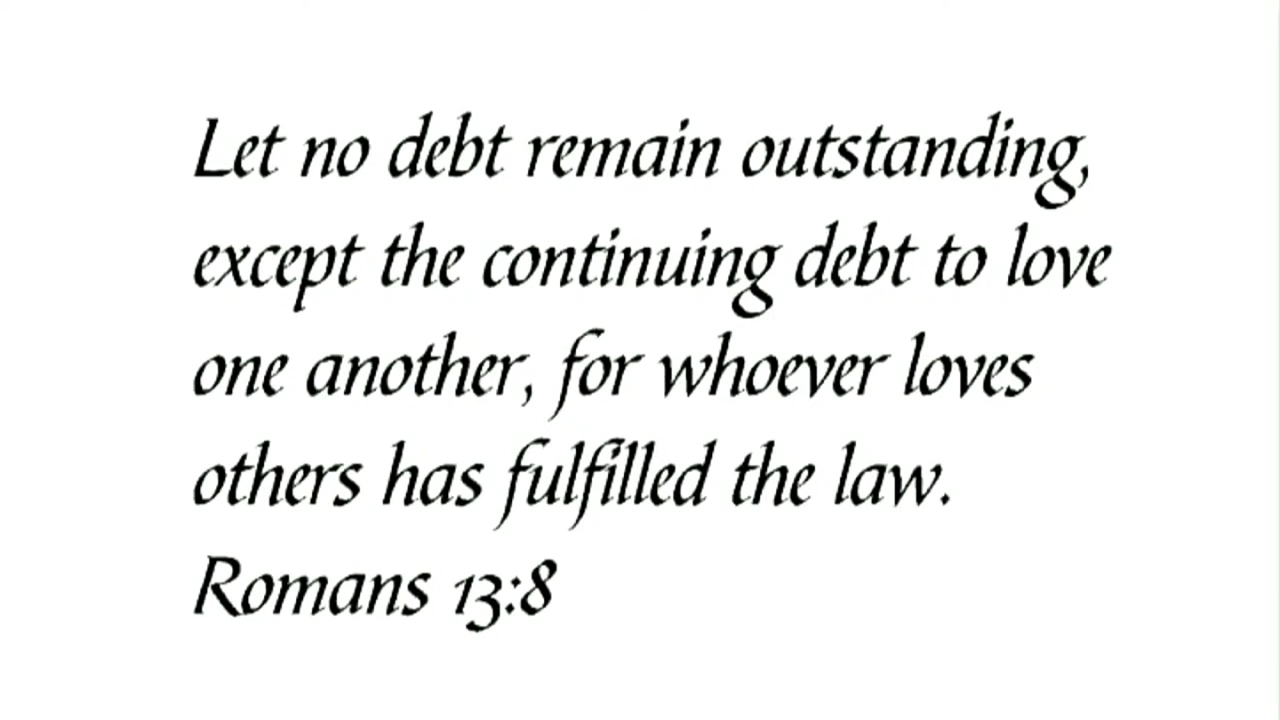 Let no debt remain outstanding,
except the continuing debt to love
one another, for whoever loves
others has fulfilled the law.
Romans 13:8